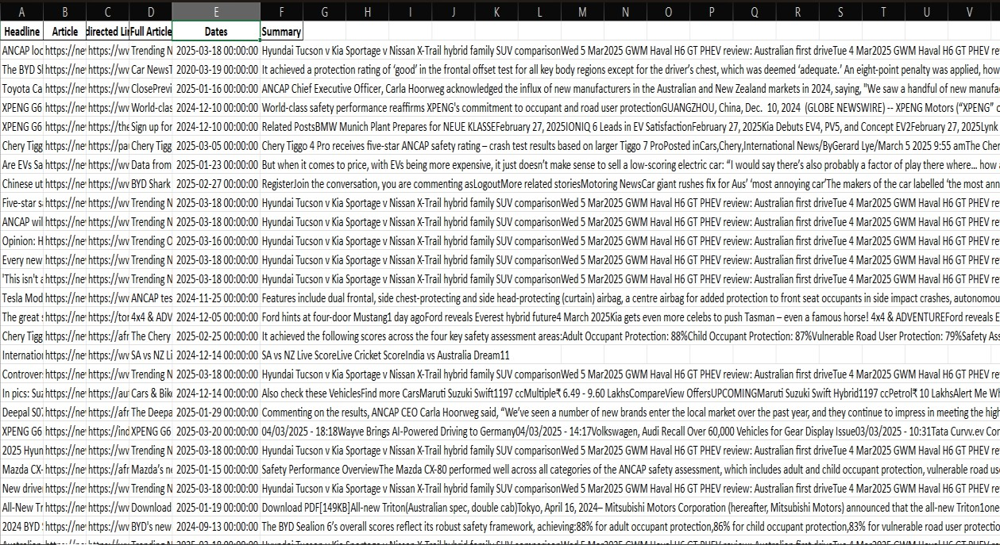 A B C D E F G H I J K L M N O P Q R S T U V
Headline Article directed Lin Full Article Dates Summary
ANCAP loc https://ne https://wv Trending N 2025-03-18 00:00:00 Hyundai Tucson v Kia Sportage v Nissan X-Trail hybrid family SUV comparisonWed 5 Mar2025 GWM Haval H6 GT PHEV review: Australian first driveTue 4 Mar2025 GWM Haval H6 GT PHEV re
The BYD S https://ne https://wv Car NewsT 2020-03-19 00:00:00 It achieved a protection rating of ‘good’ in the frontal offset test for all key body regions except for the driver’s chest, which was deemed ‘adequate.’ An eight-point penalty was applied, how
Toyota Ca https://ne https://wv ClosePrevi 2025-01-16 00:00:00 ANCAP Chief Executive Officer, Carla Hoorweg acknowledged the influx of new manufacturers in the Australian and New Zealand markets in 2024, saying, "We saw a handful of new manufa
XPENG G6 https://ne https://wv World-clas 2024-12-10 00:00:00 World-class safety performance reaffirms XPENG's commitment to occupant and road user protectionGUANGZHOU, China, Dec. 10, 2024 (GLOBE NEWSWIRE) -- XPENG Motors (“XPENG” o
XPENG G6 https://ne https://the Sign up for 2024-12-10 00:00:00 Related PostsBMW Munich Plant Prepares for NEUE KLASSEFebruary 27, 2025IONIQ 6 Leads in EV SatisfactionFebruary 27, 2025Kia Debuts EV4, PV5, and Concept EV2February 27, 2025Lynk
Chery Tigg https://ne https://pa Chery Tigg 2025-03-05 00:00:00 Chery Tiggo 4 Pro receives five-star ANCAP safety rating – crash test results based on larger Tiggo 7 ProPosted inCars,Chery,International News/ByGerard Lye/March 5 2025 9:55 amThe Cher
Are EVs Sa https://ne https://wv Data from 2025-01-23 00:00:00 But when it comes to price, with EVs being more expensive, it just doesn’t make sense to sell a low-scoring electric car: “I would say there’s also probably a factor of play there where… how
Chinese ut https://ne https://wv BYD Shark 2025-02-27 00:00:00 RegisterJoin the conversation, you are commenting asLogoutMore related storiesMotoring NewsCar giant rushes fix for Aus’ ‘most annoying car’The makers of the car labelled ‘the most ann
Five-star s https://ne https://wv Trending N 2025-03-18 00:00:00 Hyundai Tucson v Kia Sportage v Nissan X-Trail hybrid family SUV comparisonWed 5 Mar2025 GWM Haval H6 GT PHEV review: Australian first driveTue 4 Mar2025 GWM Haval H6 GT PHEV re
ANCAP wil https://ne https://wv Trending N 2025-03-18 00:00:00 Hyundai Tucson v Kia Sportage v Nissan X-Trail hybrid family SUV comparisonWed 5 Mar2025 GWM Haval H6 GT PHEV review: Australian first driveTue 4 Mar2025 GWM Haval H6 GT PHEV re
Opinion: H https://ne https://wv Trending O 2025-03-16 00:00:00 Hyundai Tucson v Kia Sportage v Nissan X-Trail hybrid family SUV comparisonWed 5 Mar2025 GWM Haval H6 GT PHEV review: Australian first driveTue 4 Mar2025 GWM Haval H6 GT PHEV re
Every new https://ne https://wv Trending N 2025-03-18 00:00:00 Hyundai Tucson v Kia Sportage v Nissan X-Trail hybrid family SUV comparisonWed 5 Mar2025 GWM Haval H6 GT PHEV review: Australian first driveTue 4 Mar2025 GWM Haval H6 GT PHEV re
'This isn't a https://ne https://wv Trending N 2025-03-18 00:00:00 Hyundai Tucson v Kia Sportage v Nissan X-Trail hybrid family SUV comparisonWed 5 Mar2025 GWM Haval H6 GT PHEV review: Australian first driveTue 4 Mar2025 GWM Haval H6 GT PHEV re
Tesla Mod https://ne https://wv ANCAP tes 2024-11-25 00:00:00 Features include dual frontal, side chest-protecting and side head-protecting (curtain) airbag, a centre airbag for added protection to front seat occupants in side impact crashes, autonomou
The great s https://ne https://tor 4x4 & ADV 2024-12-05 00:00:00 Ford hints at four-door Mustang1 day agoFord reveals Everest hybrid future4 March 2025Kia gets even more celebs to push Tasman – even a famous horse! 4x4 & ADVENTUREFord reveals E
Chery Tigg https://ne https://afr The Chery 2025-02-25 00:00:00 It achieved the following scores across the four key safety assessment areas:Adult Occupant Protection: 88%Child Occupant Protection: 87%Vulnerable Road User Protection: 79%Safety Ass
Internatior https://ne https://wv SA vs NZ Li 2024-12-14 00:00:00 SA vs NZ Live ScoreLive Cricket ScoreIndia vs Australia Dream11
Controver https://ne https://wv Trending N 2025-03-18 00:00:00 Hyundai Tucson v Kia Sportage v Nissan X-Trail hybrid family SUV comparisonWed 5 Mar2025 GWM Haval H6 GT PHEV review: Australian first driveTue 4 Mar2025 GWM Haval H6 GT PHEV re
In pics: Suz https://ne https://au Cars & Bike 2024-12-14 00:00:00 Also check these VehiclesFind more CarsMaruti Suzuki Swift1197 ccMultiple₹ 6.49 - 9.60 LakhsCompareView OffersUPCOMINGMaruti Suzuki Swift Hybrid1197 ccPetrol₹ 10 LakhsAlert Me Wh
Deepal S0 https://ne https://afr The Deepa 2025-01-29 00:00:00 Commenting on the results, ANCAP CEO Carla Hoorweg said, “We’ve seen a number of new brands enter the local market over the past year, and they continue to impress in meeting the high
XPENG G6 https://ne https://ind XPENG G6 2025-03-20 00:00:00 04/03/2025 - 18:18Wayve Brings AI-Powered Driving to Germany04/03/2025 - 14:17Volkswagen, Audi Recall Over 60,000 Vehicles for Gear Display Issue03/03/2025 - 10:31Tata Curvv.ev Con
2025 Hyun https://ne https://wv Trending N 2025-03-18 00:00:00 Hyundai Tucson v Kia Sportage v Nissan X-Trail hybrid family SUV comparisonWed 5 Mar2025 GWM Haval H6 GT PHEV review: Australian first driveTue 4 Mar2025 GWM Haval H6 GT PHEV re
Mazda CX- https://ne https://afr Mazda’s ne 2025-01-15 00:00:00 Safety Performance OverviewThe Mazda CX-80 performed well across all categories of the ANCAP safety assessment, which includes adult and child occupant protection, vulnerable road us
New drive https://ne https://wv Trending N 2025-03-18 00:00:00 Hyundai Tucson v Kia Sportage v Nissan X-Trail hybrid family SUV comparisonWed 5 Mar2025 GWM Haval H6 GT PHEV review: Australian first driveTue 4 Mar2025 GWM Haval H6 GT PHEV re
All-New Tr https://ne https://wv Download 2025-01-19 00:00:00 Download PDF[149KB]All-new Triton(Australian spec, double cab)Tokyo, April 16, 2024– Mitsubishi Motors Corporation (hereafter, Mitsubishi Motors) announced that the all-new Triton1one
2024 BYD https://ne https://wv BYD's new 2024-09-13 00:00:00 The BYD Sealion 6’s overall scores reflect its robust safety framework, achieving:88% for adult occupant protection,86% for child occupant protection,83% for vulnerable road user protectio